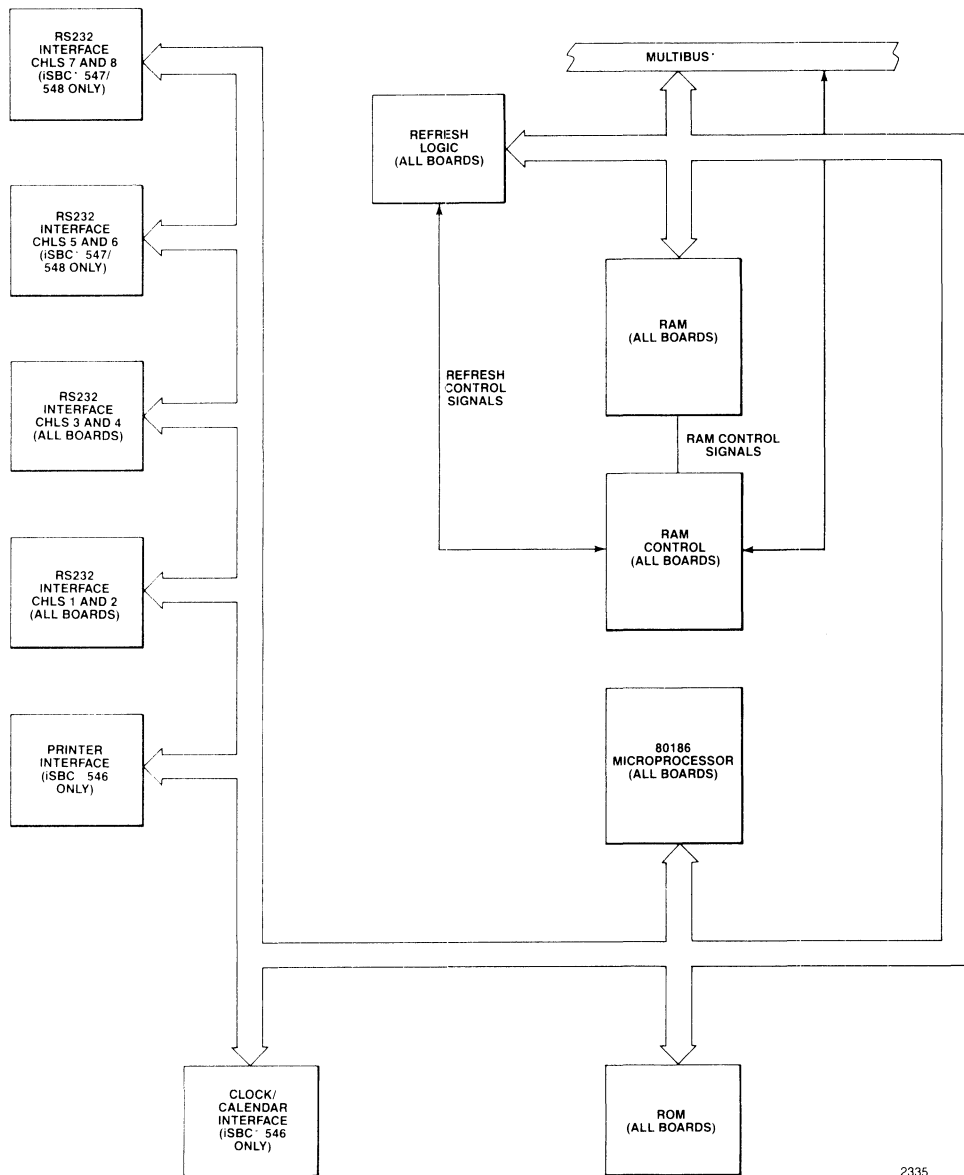 RS232
INTERFACE
CHLS 7 AND 8
(iSBC· 547/
548 ONLY)
MULTIBUS·
REFRESH
LOGIC
(ALL BOARDS)
RS232
INTERFACE
CHLS 5 AND 6
(iSBC· 547/
548 ONLY)
RAM
(ALL BOARDS)
RS232
INTERFACE
CHLS 3 AND 4
(ALL BOARDS)
REFRESH
CONTROL
SIGNALS
RAM CONTROL
SIGNALS
RAM
CONTROL
(ALL BOARDS)
RS232
INTERFACE
CHLS 1 AND 2
(ALL BOARDS)
PRINTER
INTERFACE
(iSBC 546
ONLY)
80186
MICROPROCESSOR
(ALL BOARDS)
CLOCK/
CALENDAR
INTERFACE
(iSBC· 546
ONLY)
ROM
(ALL BOARDS)
2335